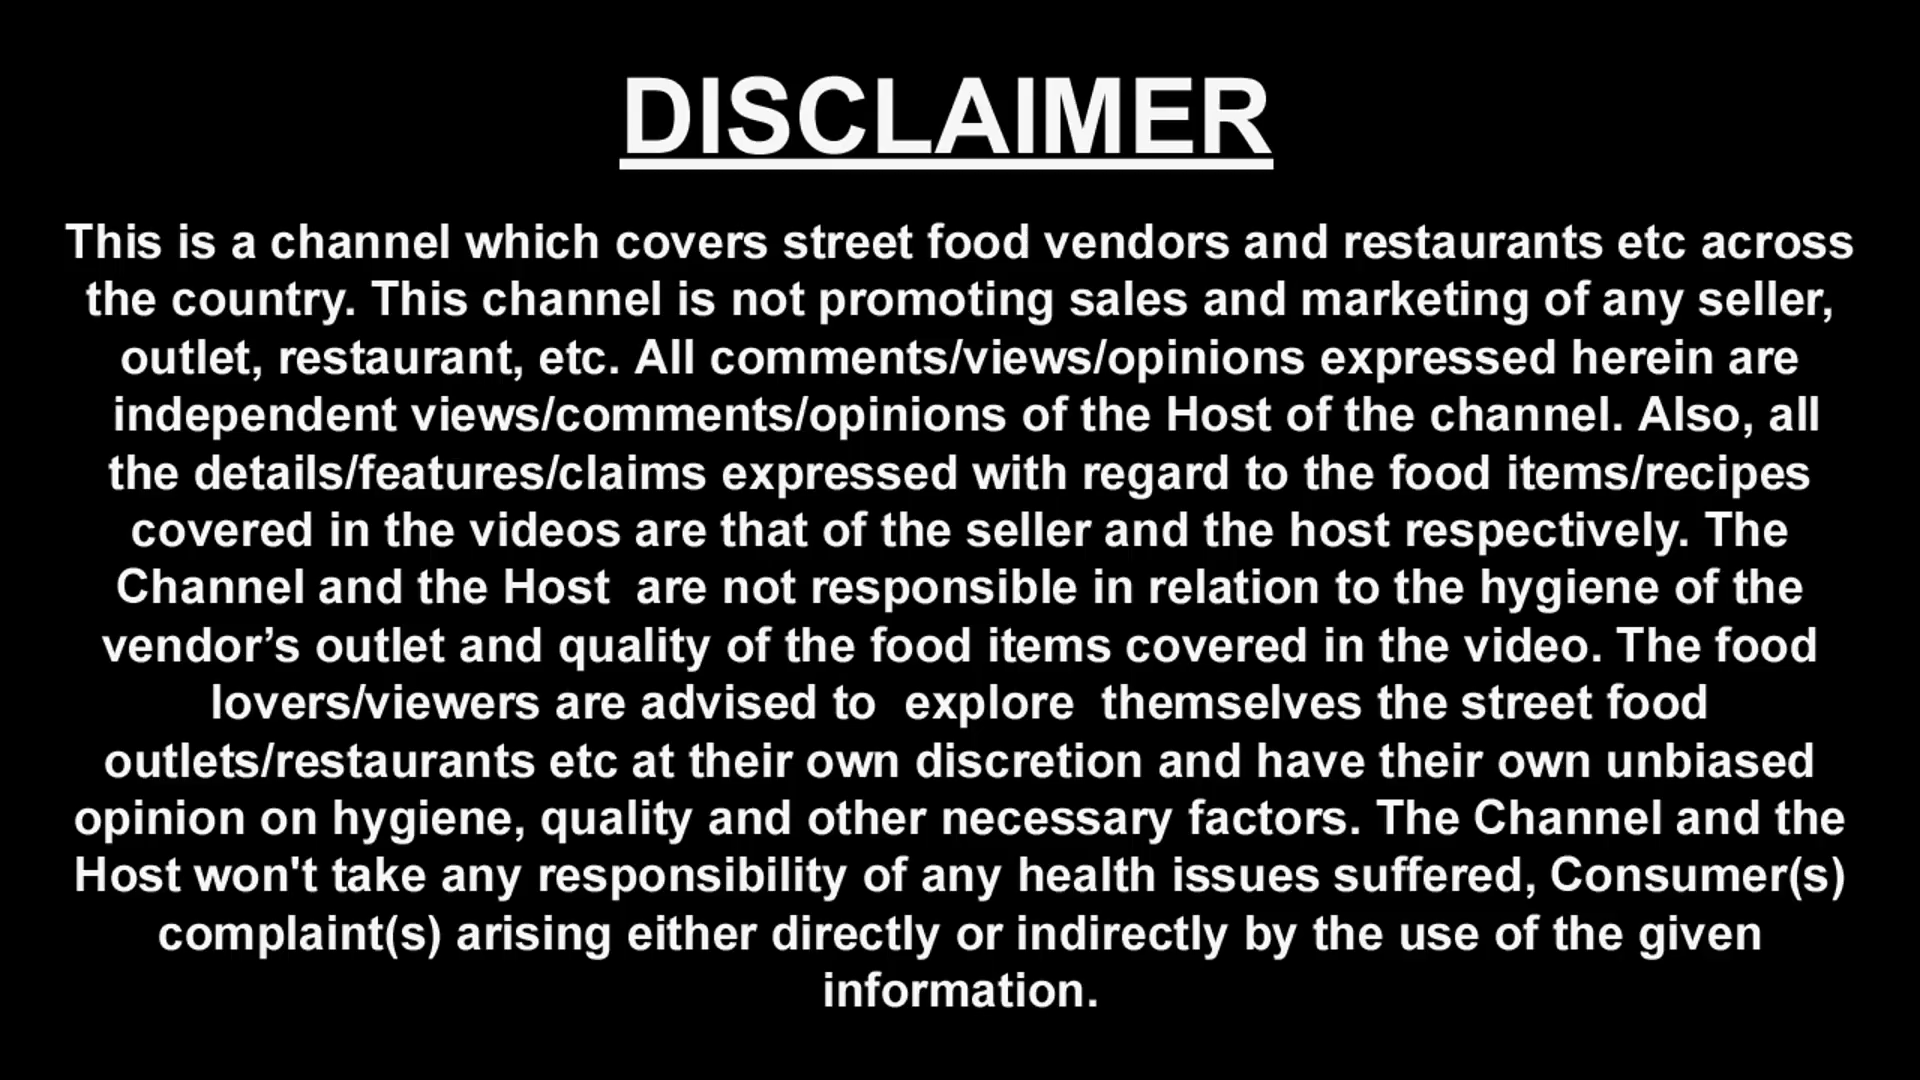 DISCLAIMER
This is a channel which covers street food vendors and restaurants etc across
the country. This channel is not promoting sales and marketing of any seller,
outlet, restaurant, etc. All comments/views/opinions expressed herein are
independent views/comments/opinions of the Host of the channel. Also, all
the details/features/claims expressed with regard to the food items/recipes
covered in the videos are that of the seller and the host respectively. The
Channel and the Host  are not responsible in relation to the hygiene of the
vendor’s outlet and quality of the food items covered in the video. The food
lovers/viewers are advised to  explore  themselves the street food
outlets/restaurants etc at their own discretion and have their own unbiased
opinion on hygiene, quality and other necessary factors. The Channel and the
Host won't take any responsibility of any health issues suffered, Consumer(s)
complaint(s) arising either directly or indirectly by the use of the given
information.